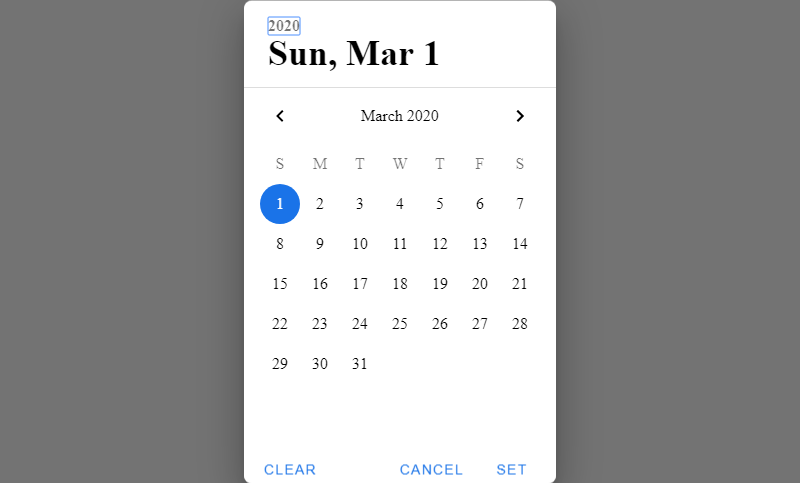 2020
Sun, Mar 1
March 2020
S M T W T F S
1 2 3 4 5 6 7
8 9 10 11 12 13 14
15 16 17 18 19 20 21
22 23 24 25 26 27 28
29 30 31
CLEAR CANCEL SET